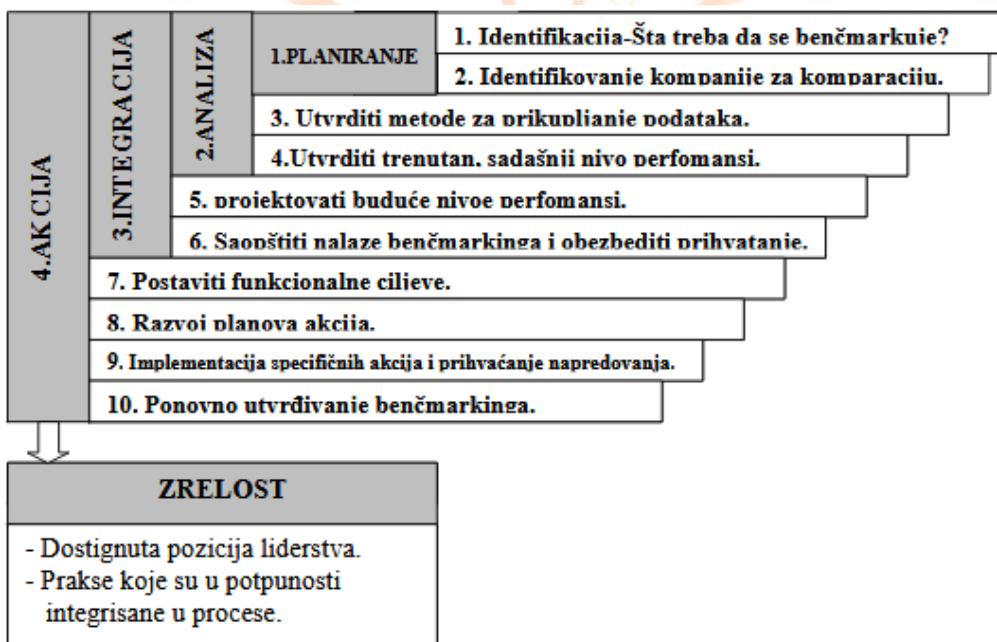 4.AKCIJA
3.INTEGRACIJA
2.ANALIZA
1.PLANIRANJE
1. Identifikacija-Šta treba da se benčmarkuje?
2. Identifikovanje kompanije za komparaciju.
3. Utvrditi metode za prikupljanje podataka.
4.Utvrditi trenutan, sadašnji nivo perfomansi.
5. projektovati buduće nivoe perfomansi.
6. Saopštiti nalaze benčmarkinga i obezbediti prihvatanje.
7. Postaviti funkcionalne ciljeve.
8. Razvoj planova akcija.
9. Implementacija specifičnih akcija i prihvaćanje napredovanja.
10. Ponovno utvrđivanje benčmarkinga.
ZRELOST
- Dostignuta pozicija liderstva.
- Prakse koje su u potpunosti
integrisane u procese.